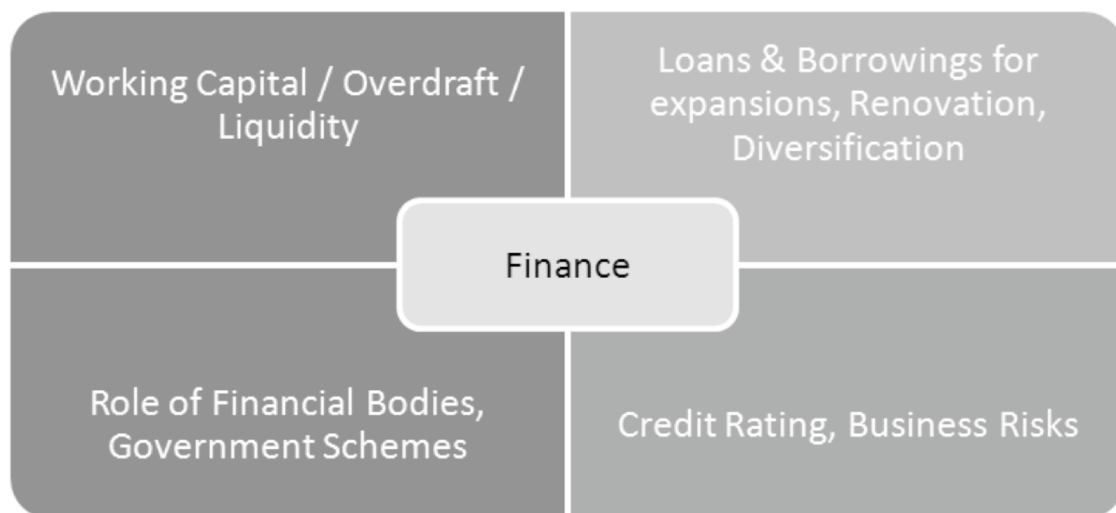 Working Capital / Overdraft /
Liquidity
Loans & Borrowings for
expansions, Renovation,
Diversification
Finance
Role of Financial Bodies,
Government Schemes
Credit Rating, Business Risks